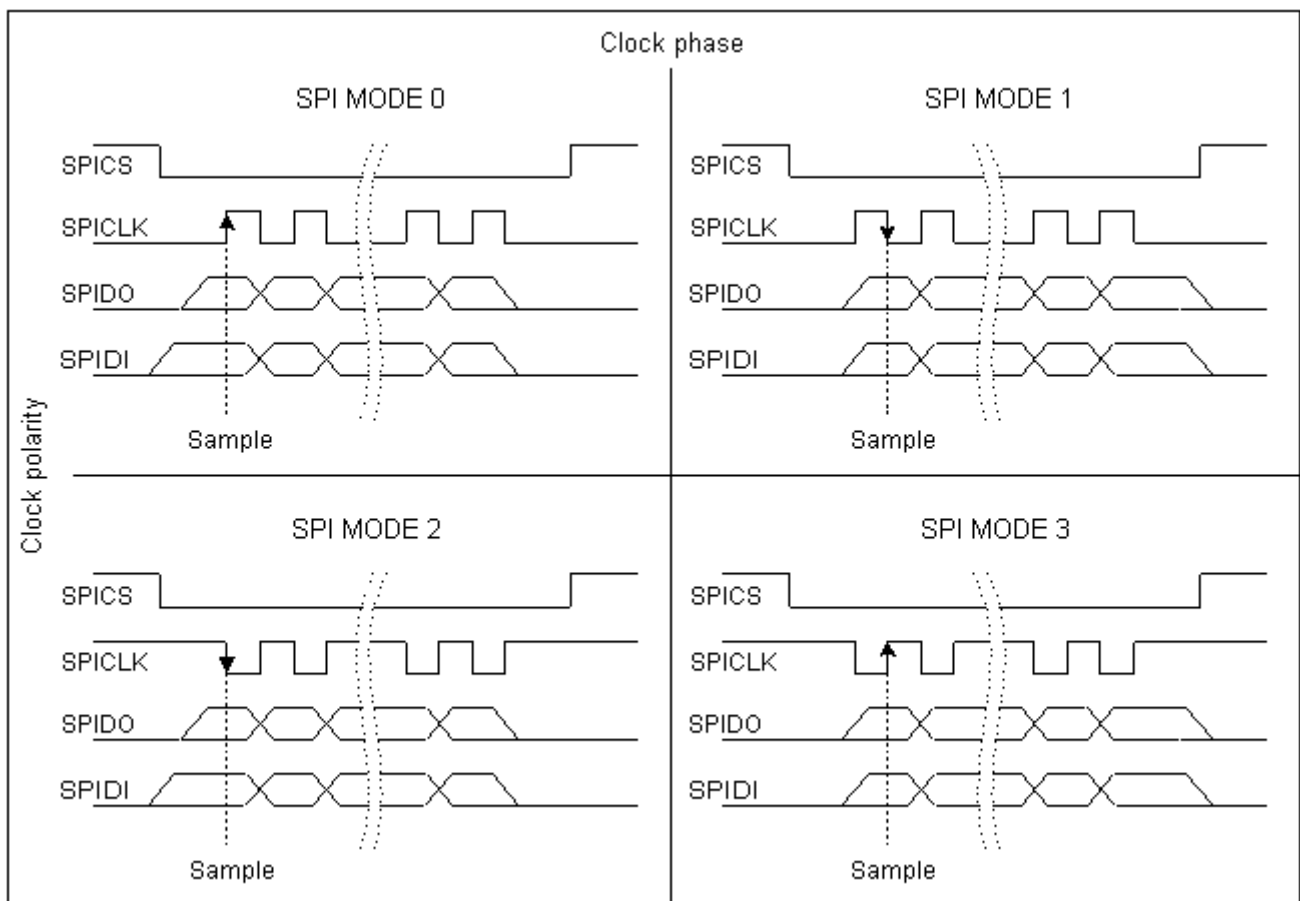 Clock phase
SPI MODE 0
SPICS
SPICLK
SPIDO
SPIDI
Sample
SPI MODE 1
SPICS
SPICLK
SPIDO
SPIDI
Sample
Clock polarity
SPI MODE 2
SPICS
SPICLK
SPIDO
SPIDI
Sample
SPI MODE 3
SPICS
SPICLK
SPIDO
SPIDI
Sample